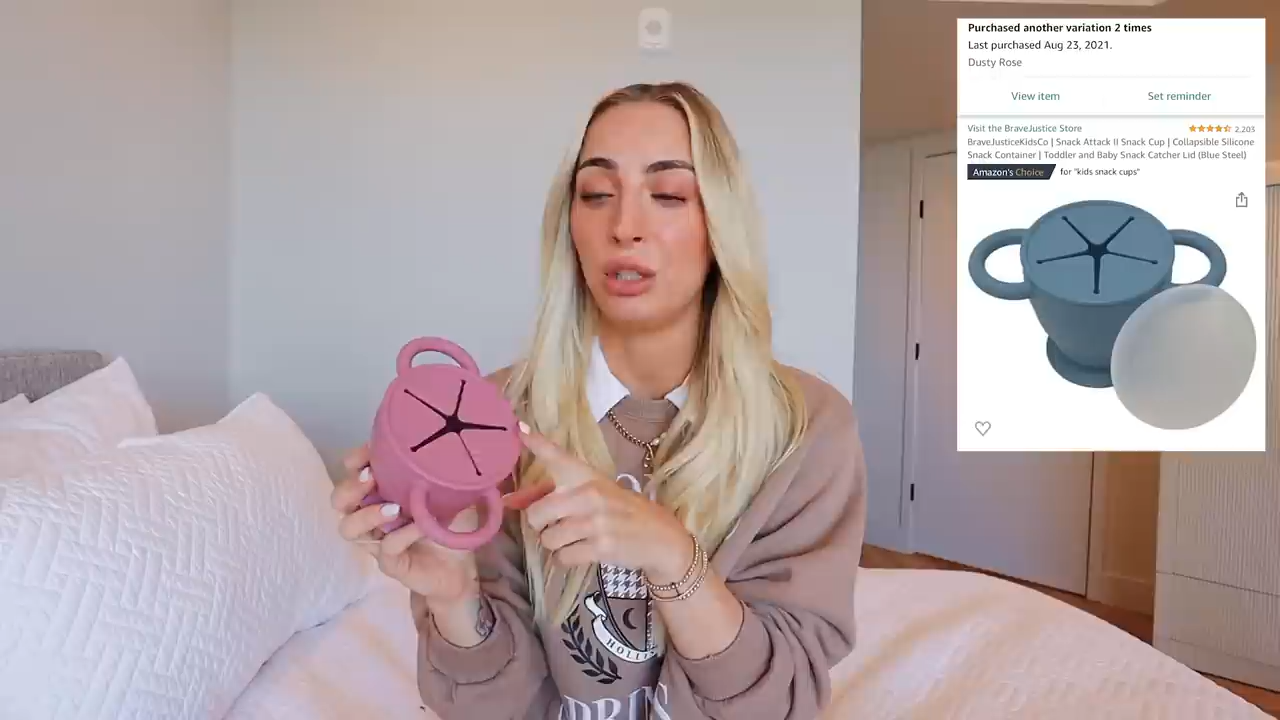 Purchased another variation 2 times
Last purchased Aug 23, 2021.
Dusty Rose
View item
Set reminder
Visit the BraveJustice Store
2,203
BraveJusticeKidsCo | Snack Attack II Snack Cup | Collapsible Silicone
Snack Container | Toddler and Baby Snack Catcher Lid (Blue Steel)
Amazon's Choice for "kids snack cups"